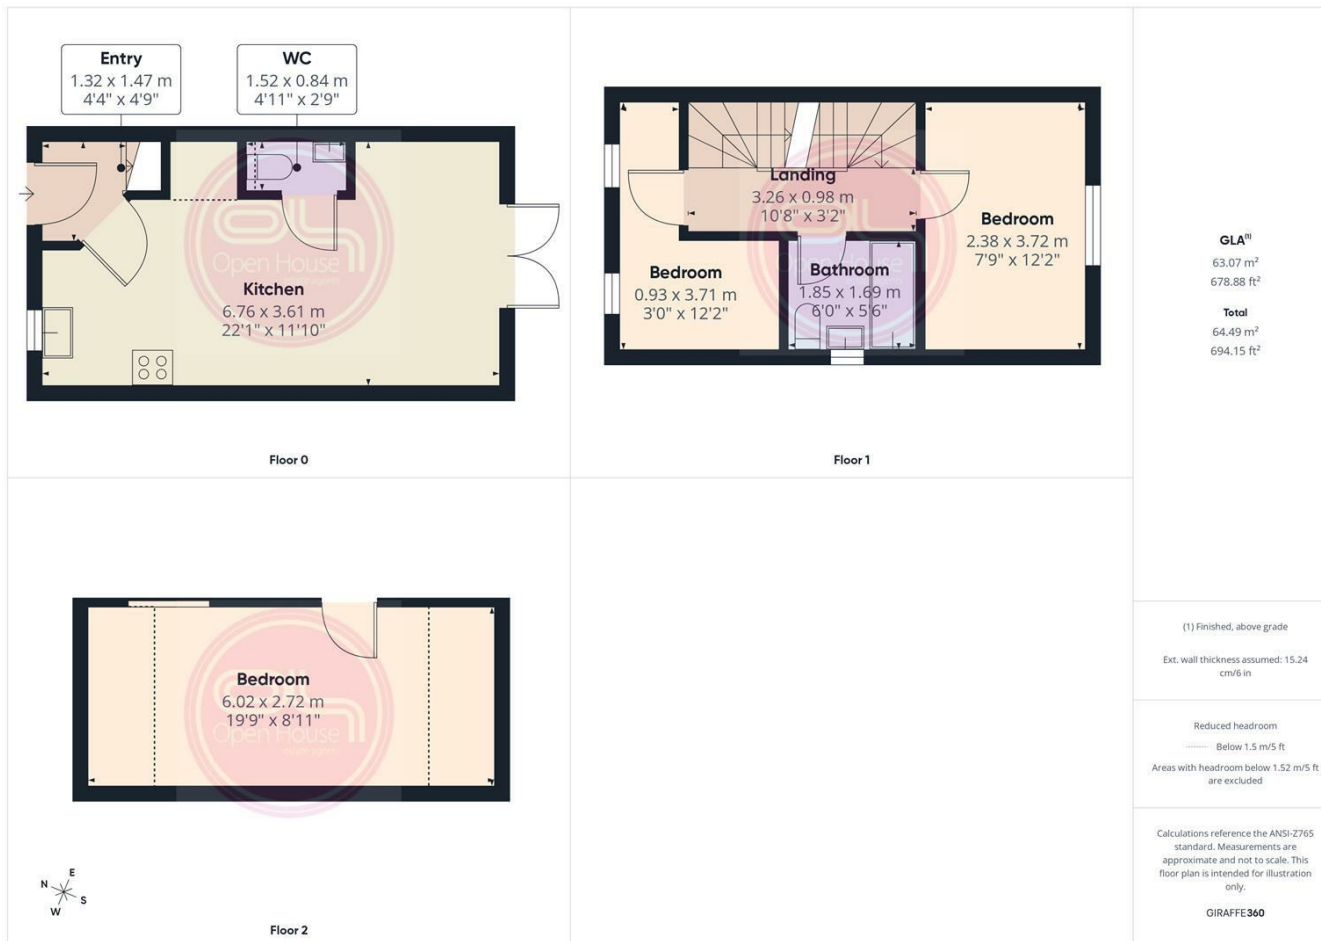 Entry
1.32 x 1.47 m
4'4" x 4'9"
WC
1.52 x 0.84 m
4'11" x 2'9"
Open House
Kitchen
6.76 x 3.61 m
22'1" x 11'10"
Floor 0
Landing
3.26 x 0.98 m
10'8" x 3'2"
Bedroom
2.38 x 3.72 m
7'9" x 12'2"
Bedroom
0.93 x 3.71 m
3'0" x 12'2"
Open House
Bathroom
1.85 x 1.69 m
6'0" x 5'6"
Floor 1
Bedroom
6.02 x 2.72 m
19'9" x 8'11"
Open House
N
E
S
W
Floor 2
GLA(1)
63.07 m²
678.88 ft²
Total
64.49 m²
694.15 ft²
(1) Finished, above grade
Ext. wall thickness assumed: 15.24
cm/6 in
Reduced headroom
Below 1.5 m/5 ft
Areas with headroom below 1.52 m/5 ft
are excluded
Calculations reference the ANSI-Z765
standard. Measurements are
approximate and not to scale. This
floor plan is intended for illustration
only.
GIRAFFE360